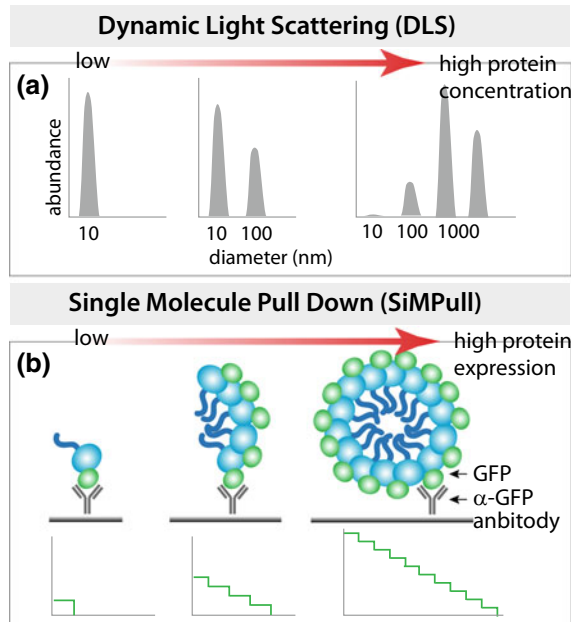 Dynamic Light Scattering (DLS)
low
high protein
concentration
(a)
abundance
10
10 100
10 100 1000
diameter (nm)
Single Molecule Pull Down (SiMPull)
low
high protein
expression
(b)
GFP
α-GFP
anbitody